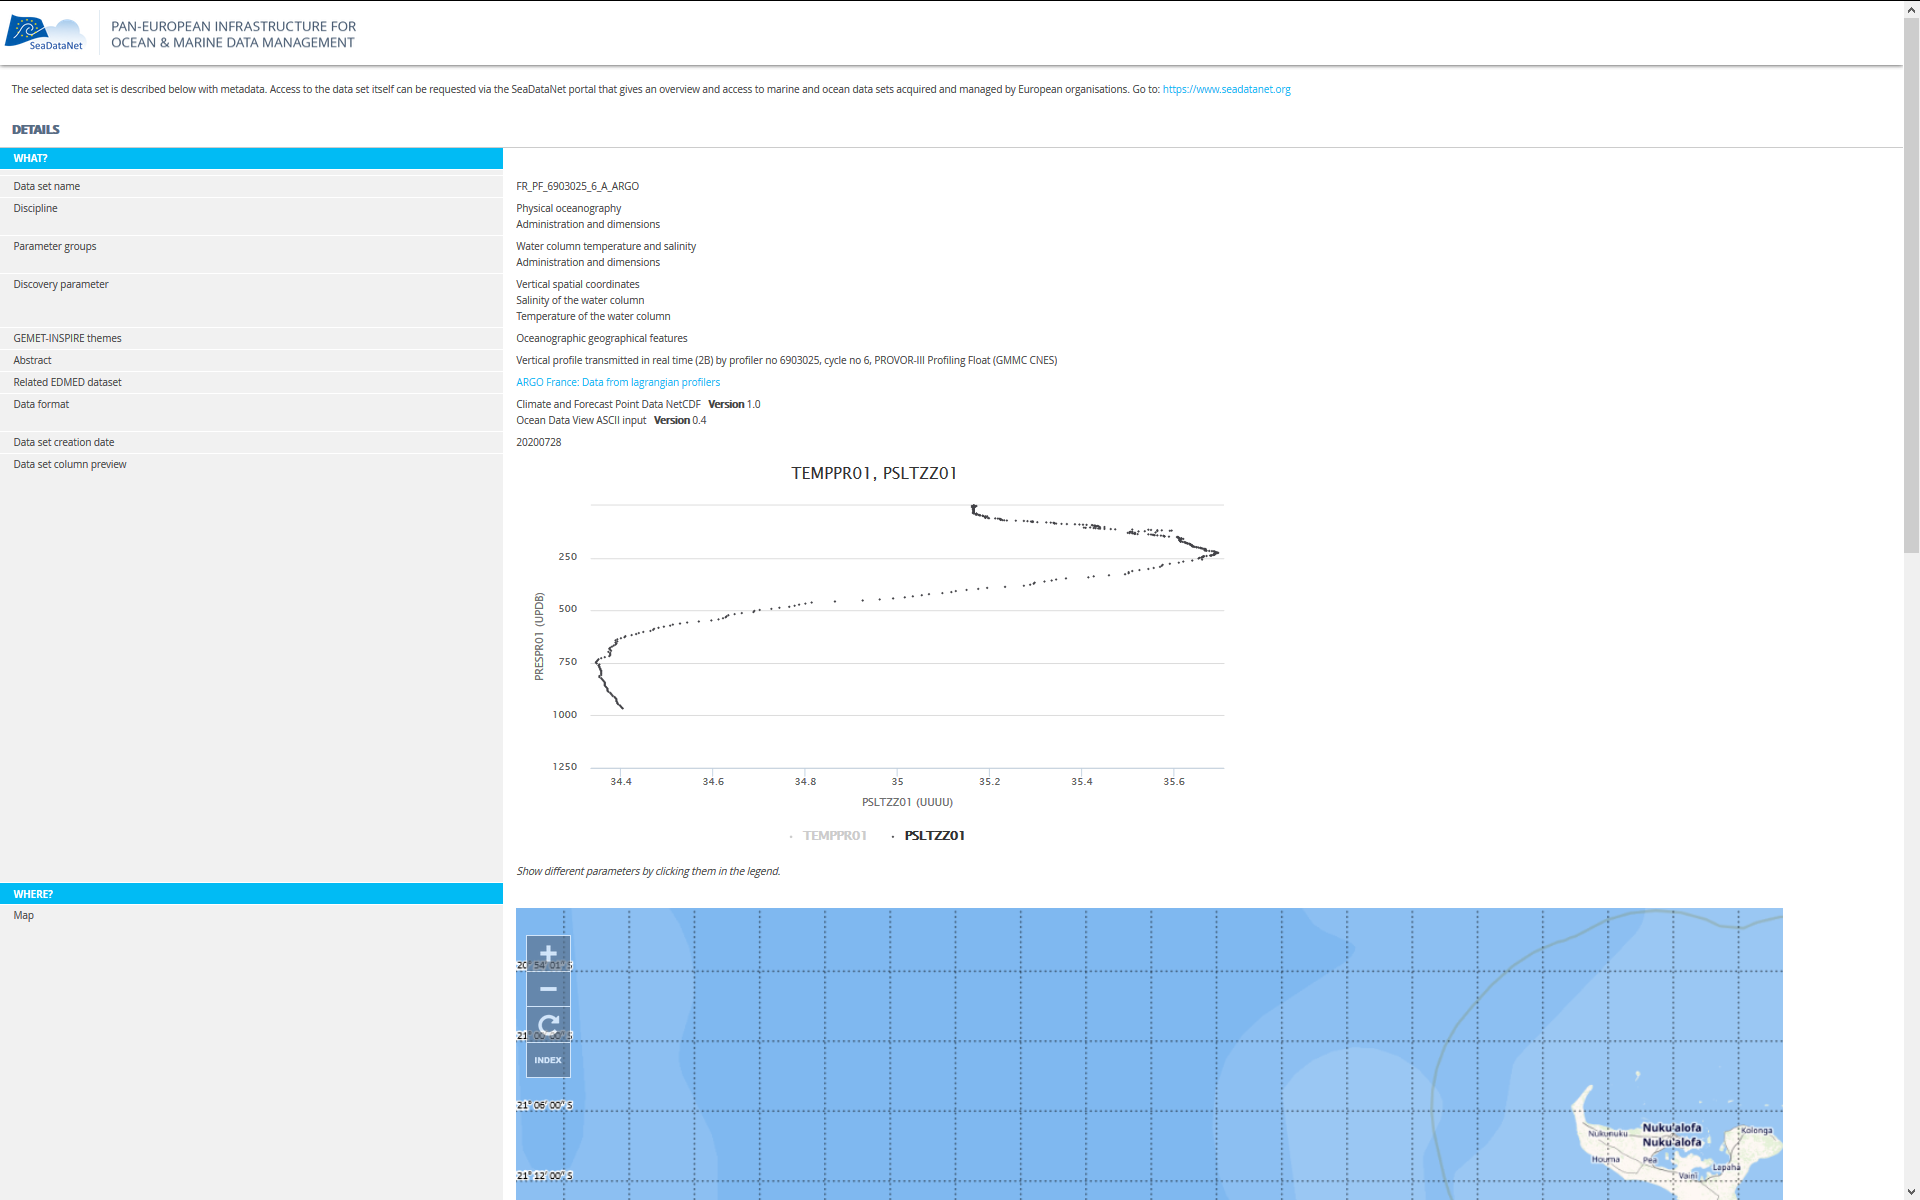 SeaDataNet
PAN-EUROPEAN INFRASTRUCTURE FOR
OCEAN & MARINE DATA MANAGEMENT
The selected data set is described below with metadata. Access to the data set itself can be requested via the SeaDataNet portal that gives an overview and access to marine and ocean data sets acquired and managed by European organisations. Go to: https://www.seadatanet.org
DETAILS
WHAT?
Data set name FR_PF_6903025_6_A_ARGO
Discipline Physical oceanography
Administration and dimensions
Parameter groups Water column temperature and salinity
Administration and dimensions
Discovery parameter Vertical spatial coordinates
Salinity of the water column
Temperature of the water column
GEMET-INSPIRE themes Oceanographic geographical features
Abstract Vertical profile transmitted in real time (2B) by profiler no 6903025, cycle no 6, PROVOR-III Profiling Float (GMMC CNES)
Related EDMED dataset ARGO France: Data from lagrangian profilers
Data format Climate and Forecast Point Data NetCDF Version 1.0
Ocean Data View ASCII input Version 0.4
Data set creation date 20200728
Data set column preview
TEMPPR01, PSLTZZ01
250
500
750
1000
1250
PRESPR01 (UPDB)
34.4 34.6 34.8 35 35.2 35.4 35.6
PSLTZZ01 (UUUU)
TEMPPR01 PSLTZZ01
Show different parameters by clicking them in the legend.
WHERE?
Map
+
20° 54' 01" S
−
21° 00' 00" S
INDEX
21° 06' 00" S
21° 12' 00" S
Nuku'alofa
Nukunuku
Kolonga
Nuku'alofa
Houma
Pea
Lapaha
Vaini